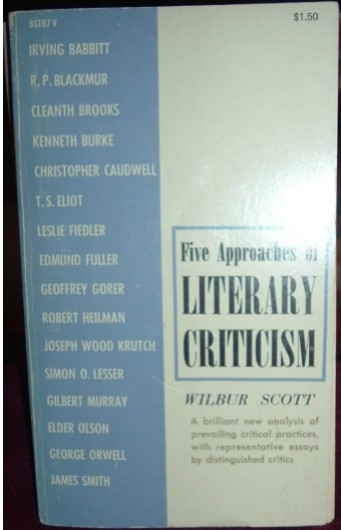 BS107 V
$1.50
IRVING BABBITT
R. P. BLACKMUR
CLEANTH BROOKS
KENNETH BURKE
CHRISTOPHER CAUDWELL
T. S. ELIOT
LESLIE FIEDLER
EDMUND FULLER
GEOFFREY GORER
ROBERT HEILMAN
JOSEPH WOOD KRUTCH
SIMON O. LESSER
GILBERT MURRAY
ELDER OLSON
GEORGE ORWELL
JAMES SMITH
Five Approaches of
LITERARY
CRITICISM
WILBUR SCOTT
A brilliant new analysis of
prevailing critical practices,
with representative essays
by distinguished critics